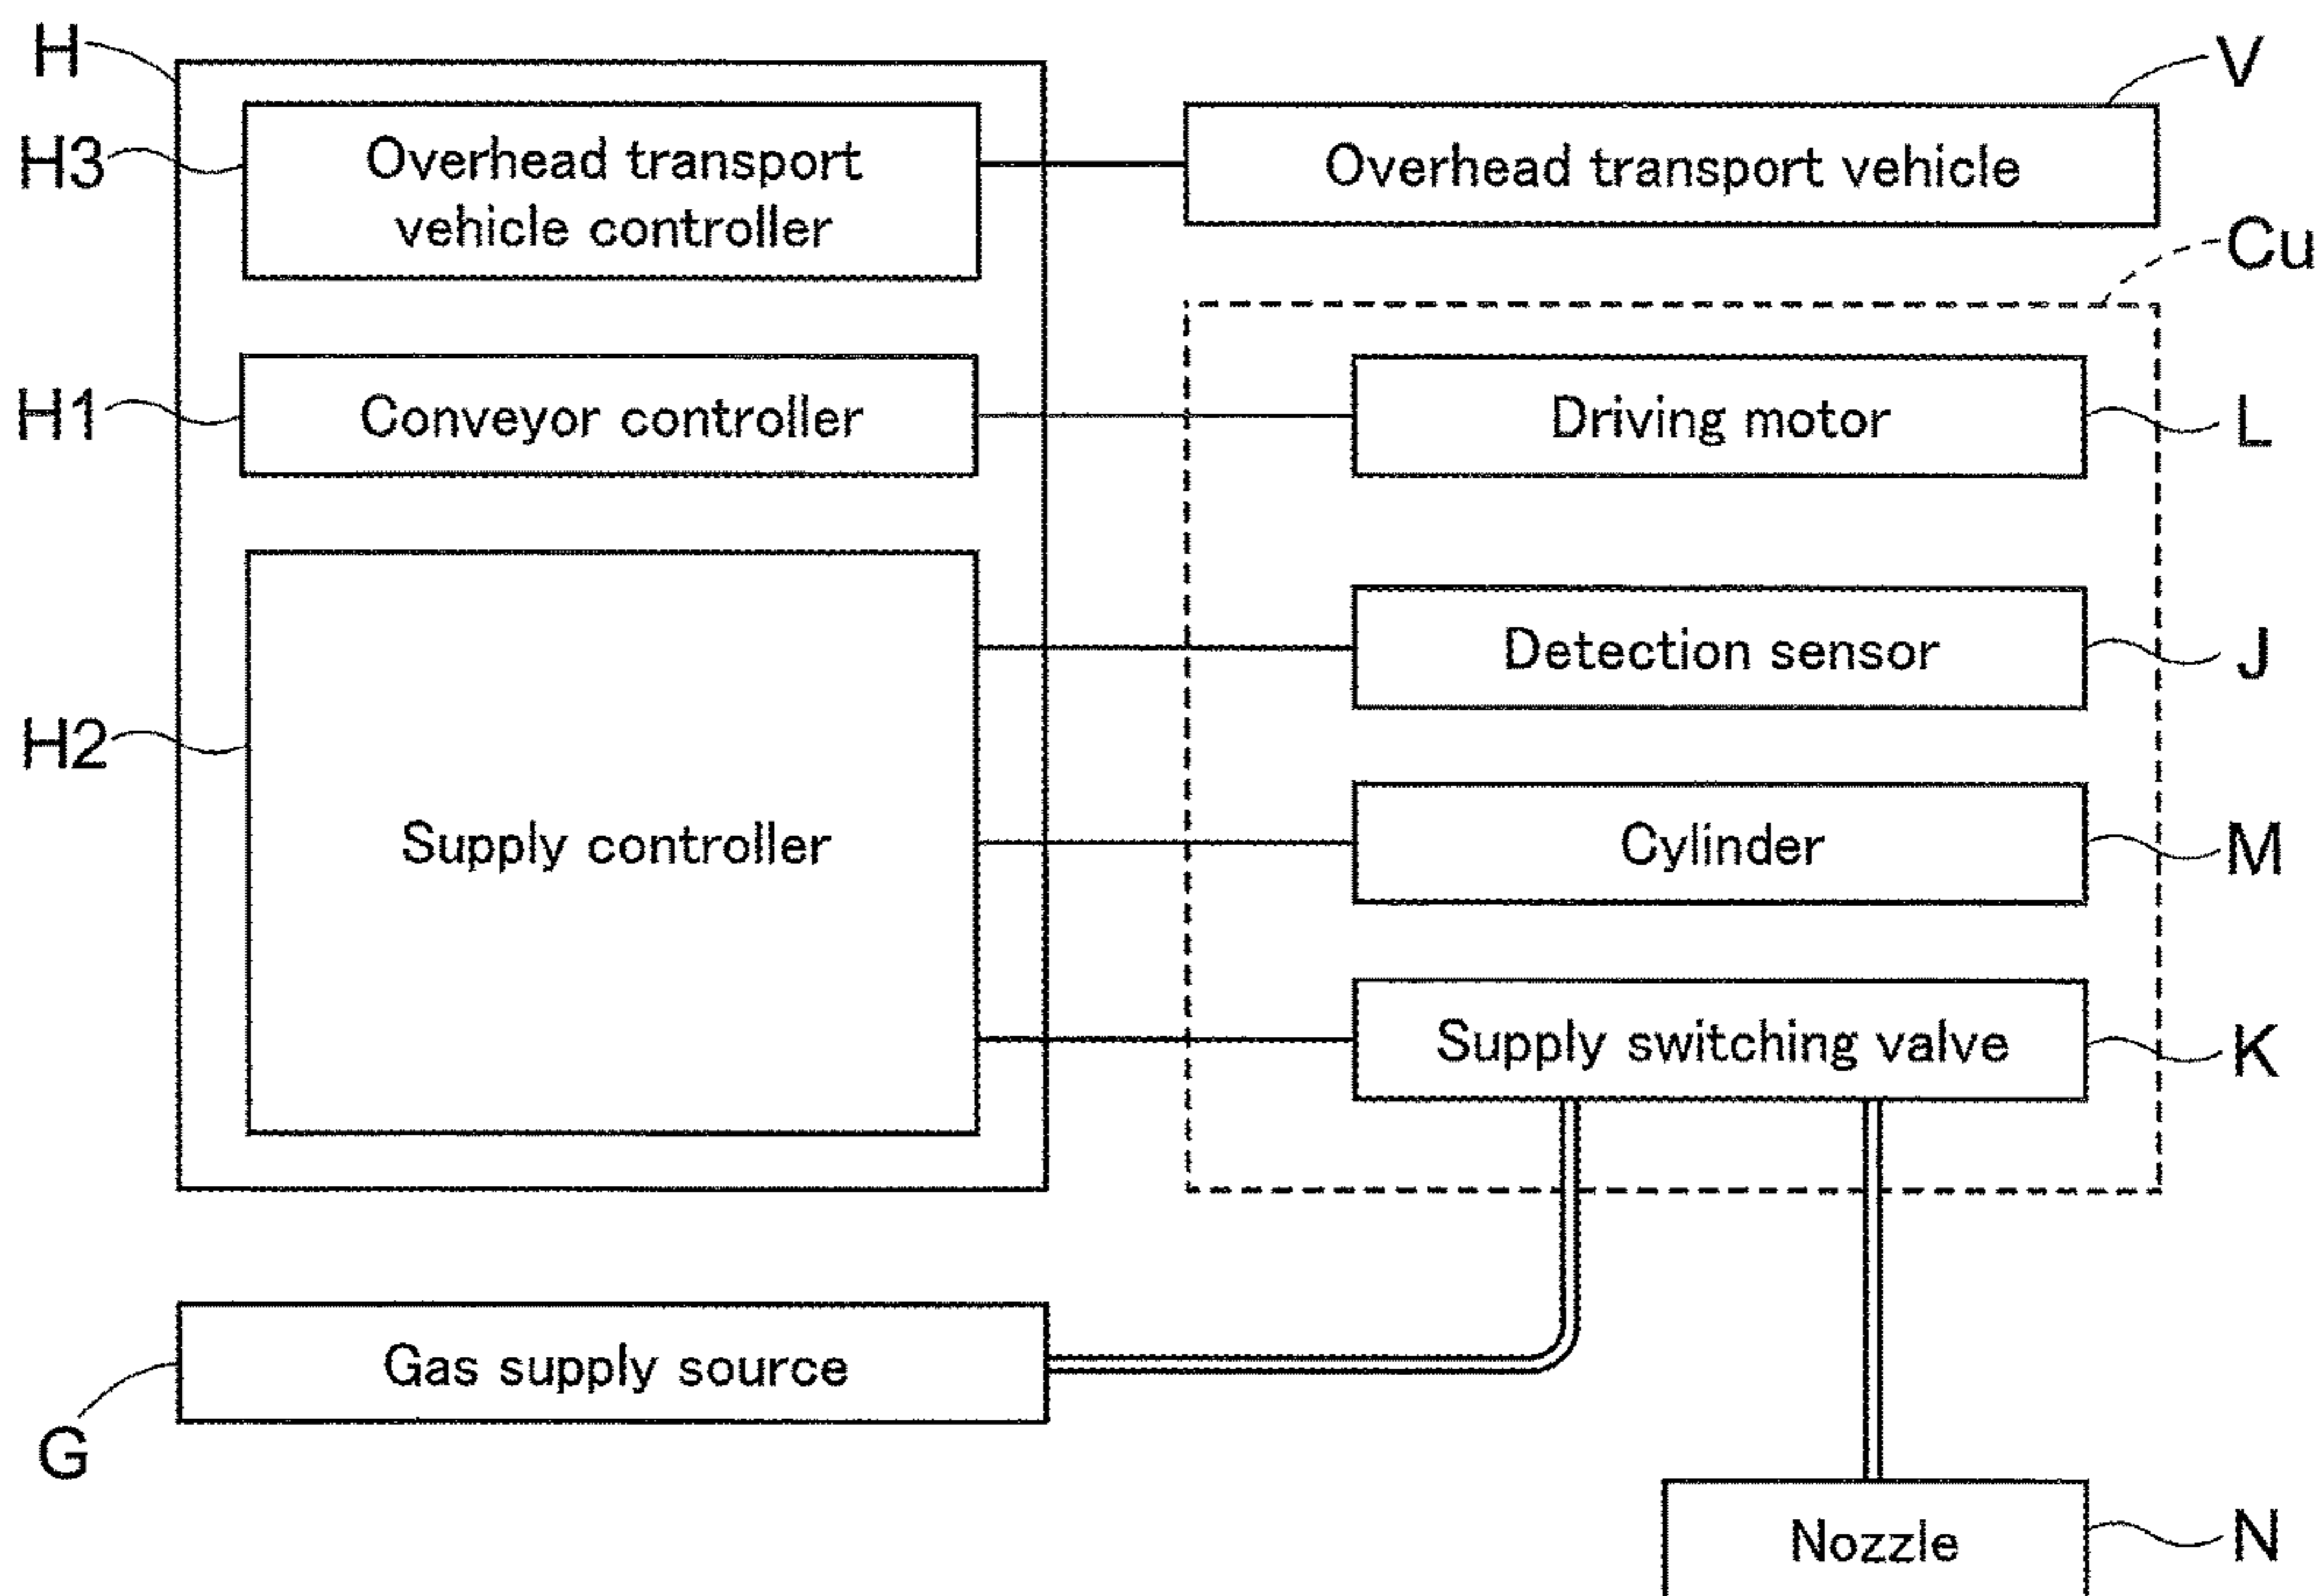 H
V
H3
Overhead transport
vehicle controller
Overhead transport vehicle
Cu
H1
Conveyor controller
Driving motor
L
Detection sensor
J
H2
Supply controller
Cylinder
M
Supply switching valve
K
Gas supply source
G
Nozzle
N